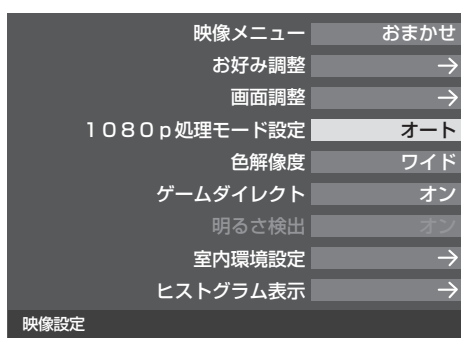 映像メニュー おまかせ
お好み調整 →
画面調整 →
１０８０ｐ処理モード設定 オート
色解像度 ワイド
ゲームダイレクト オン
明るさ検出 オン
室内環境設定 →
ヒストグラム表示 →
映像設定